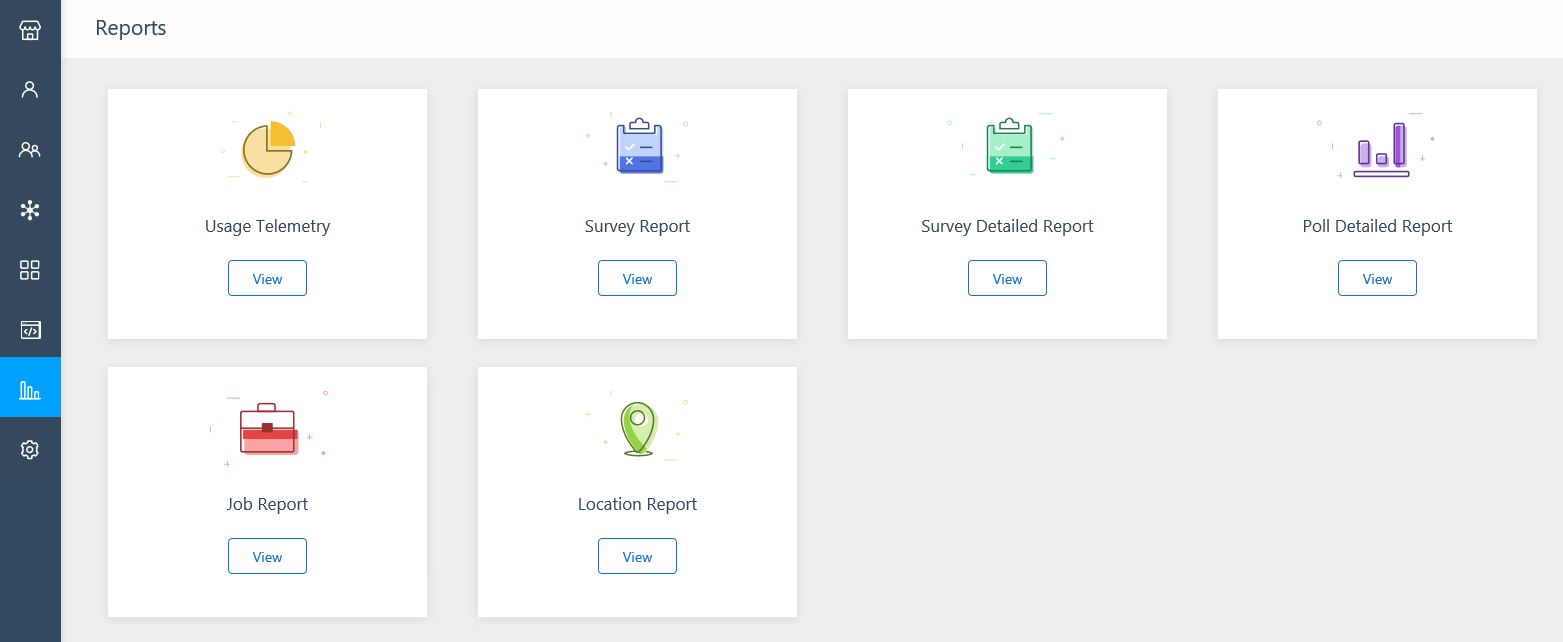 Reports
Usage Telemetry
View
Survey Report
View
Survey Detailed Report
View
Poll Detailed Report
View
Job Report
View
Location Report
View